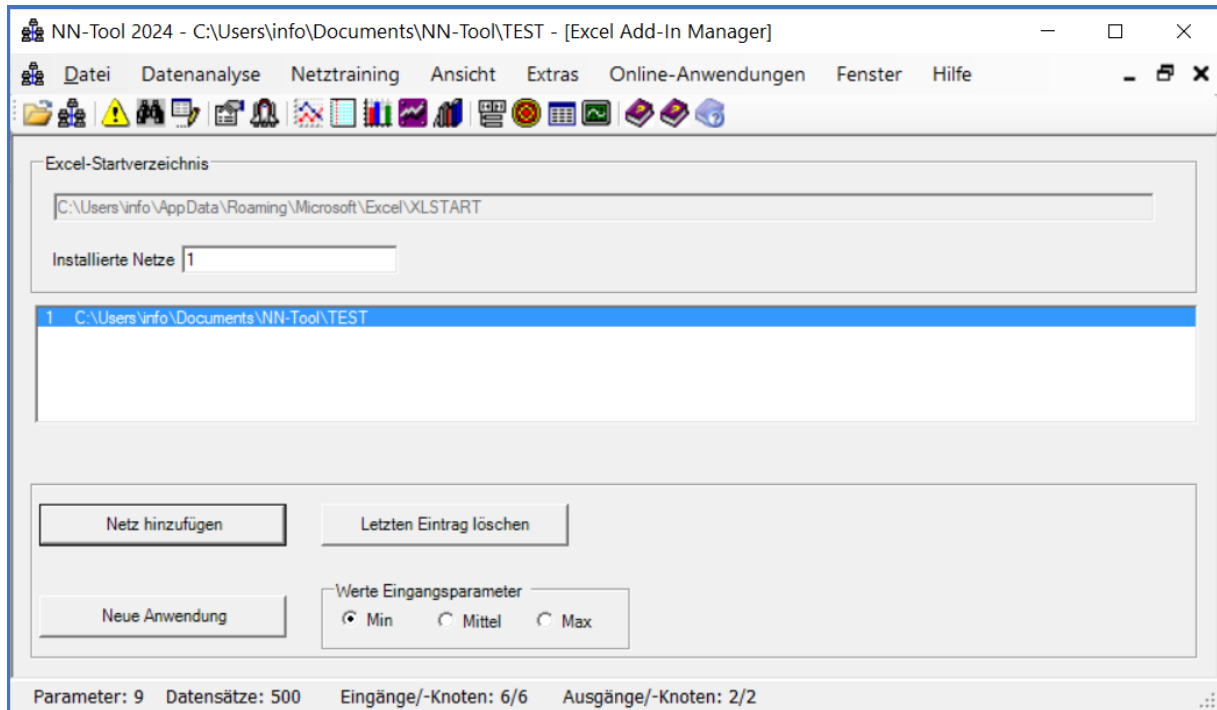 NN-Tool 2024 - C:\Users\info\Documents\NN-Tool\TEST - [Excel Add-In Manager]
Datei Datenanalyse Netztraining Ansicht Extras Online-Anwendungen Fenster Hilfe
Excel-Startverzeichnis
C:\Users\info\AppData\Roaming\Microsoft\Excel\XLSTART
Installierte Netze 1
1 C:\Users\info\Documents\NN-Tool\TEST
Netz hinzufügen Letzten Eintrag löschen
Werte Eingangsparameter
Neue Anwendung Min Mittel Max
Parameter: 9 Datensätze: 500 Eingänge/-Knoten: 6/6 Ausgänge/-Knoten: 2/2